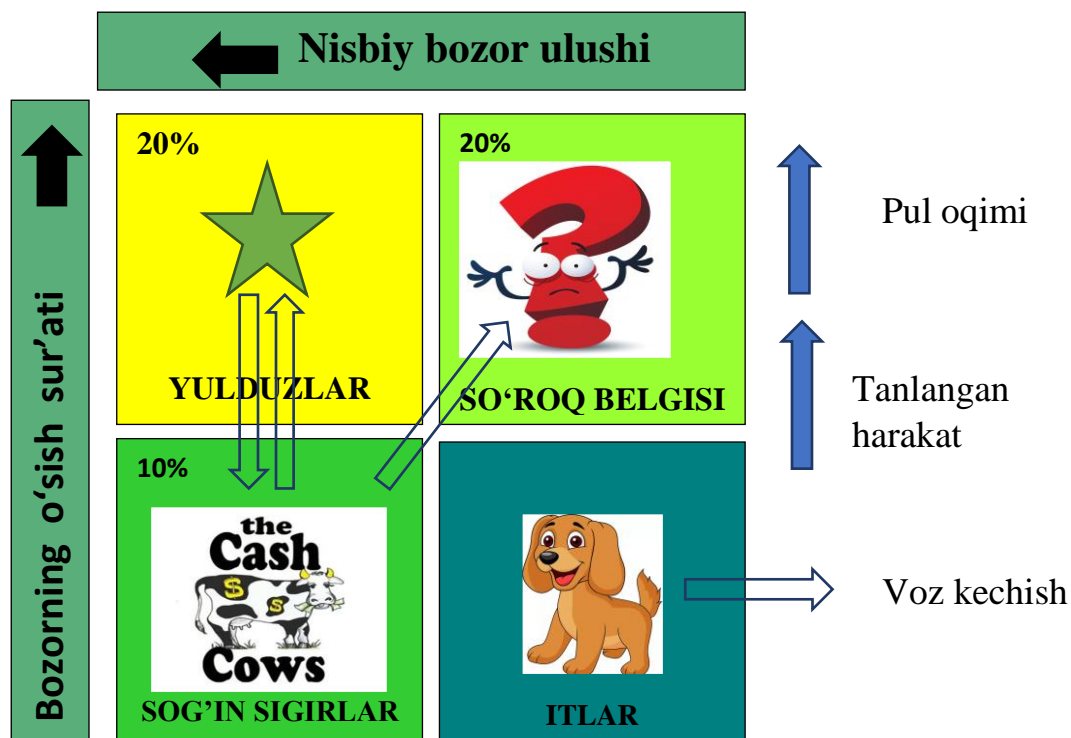 Nisbiy bozor ulushi
Bozorning o‘sish sur’ati
20%
YULDUZLAR
20%
SO‘ROQ BELGISI
10%
the
Cash
$
$
Cows
SOG’IN SIGIRLAR
ITLAR
Pul oqimi
Tanlangan
harakat
Voz kechish